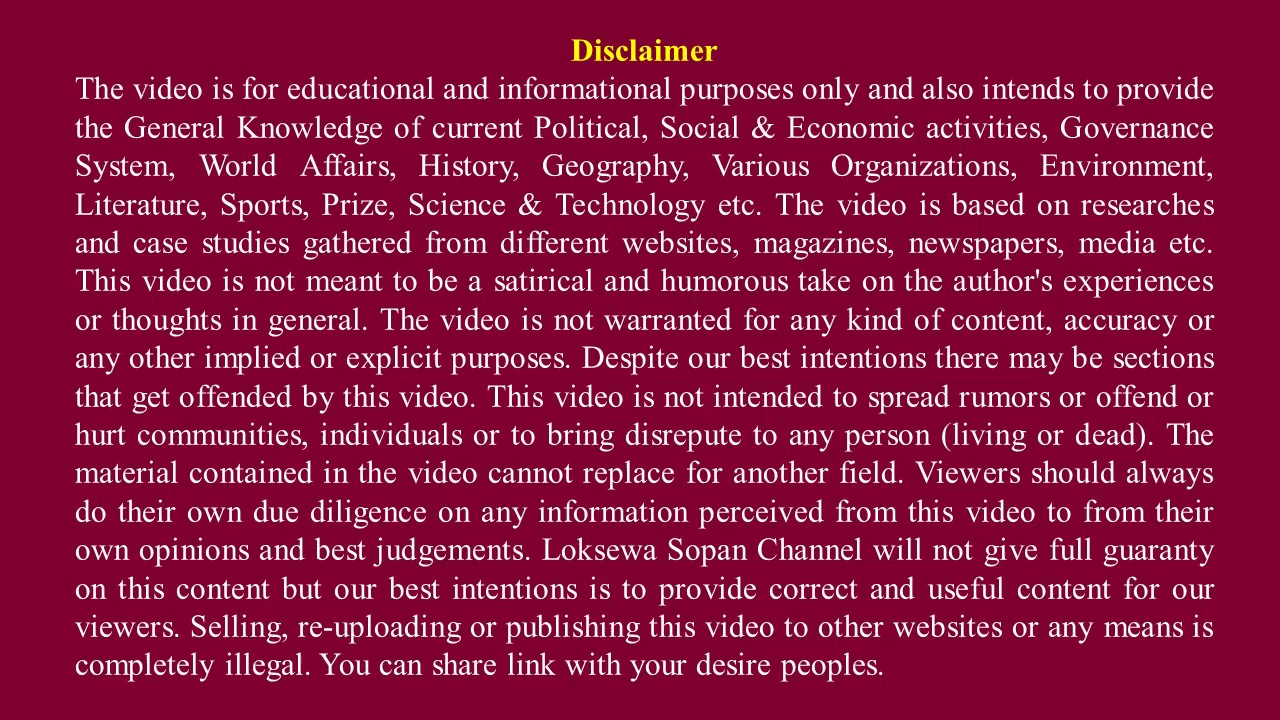 Disclaimer
The video is for educational and informational purposes only and also intends to provide
the General Knowledge of current Political, Social & Economic activities, Governance
System, World Affairs, History, Geography, Various Organizations, Environment,
Literature, Sports, Prize, Science & Technology etc. The video is based on researches
and case studies gathered from different websites, magazines, newspapers, media etc.
This video is not meant to be a satirical and humorous take on the author's experiences
or thoughts in general. The video is not warranted for any kind of content, accuracy or
any other implied or explicit purposes. Despite our best intentions there may be sections
that get offended by this video. This video is not intended to spread rumors or offend or
hurt communities, individuals or to bring disrepute to any person (living or dead). The
material contained in the video cannot replace for another field. Viewers should always
do their own due diligence on any information perceived from this video to from their
own opinions and best judgements. Loksewa Sopan Channel will not give full guaranty
on this content but our best intentions is to provide correct and useful content for our
viewers. Selling, re-uploading or publishing this video to other websites or any means is
completely illegal. You can share link with your desire peoples.